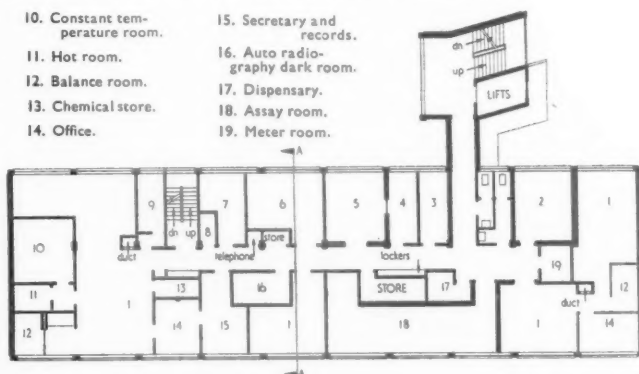 10. Constant tem-
perature room.
11. Hot room.
12. Balance room.
13. Chemical store.
14. Office.
15. Secretary and
records.
16. Auto radio-
graphy dark room.
17. Dispensary.
18. Assay room.
19. Meter room.
dn
up
LIFTS
A
9
7
6
5
4
3
2
1
10
dn up
8
store
duct
telephone
lockers
19
11
13
16
STORE
17
duct
12
12
1
14
15
1
18
1
14
A